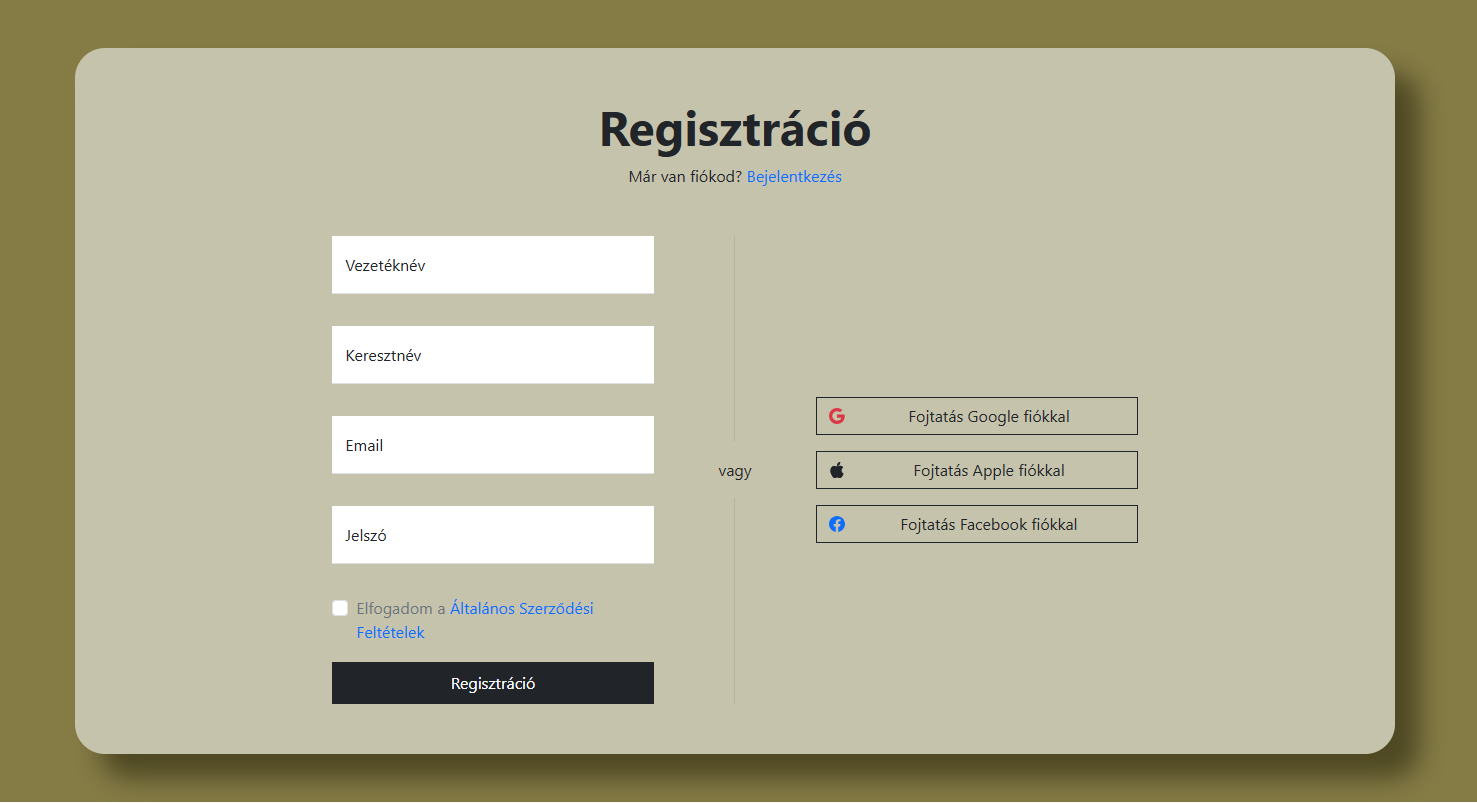 Regisztráció
Már van fiókod? Bejelentkezés
Vezetéknév
Keresztnév
Email
Jelszó
Elfogadom a Általános Szerződési
Feltételek
Regisztráció
vagy
Fojtatás Google fiókkal
Fojtatás Apple fiókkal
Fojtatás Facebook fiókkal